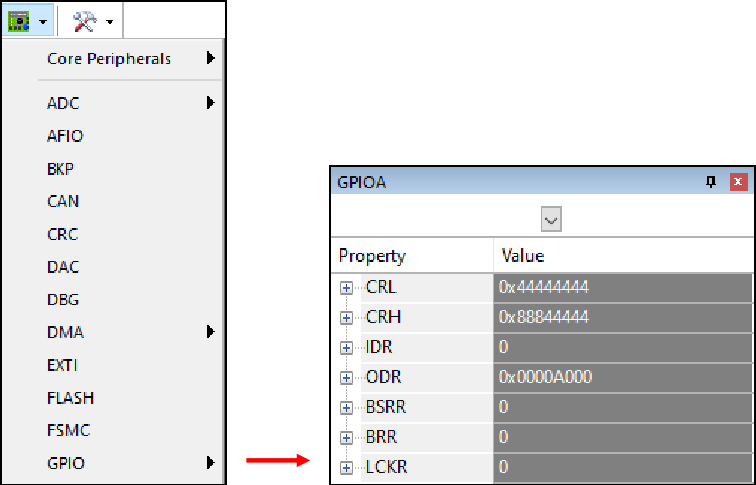 Core Peripherals
ADC
AFIO
BKP
CAN
CRC
DAC
DBG
DMA
EXTI
FLASH
FSMC
GPIO
GPIOA
Property Value
CRL 0x44444444
CRH 0x88844444
IDR 0
ODR 0x0000A000
BSRR 0
BRR 0
LCKR 0